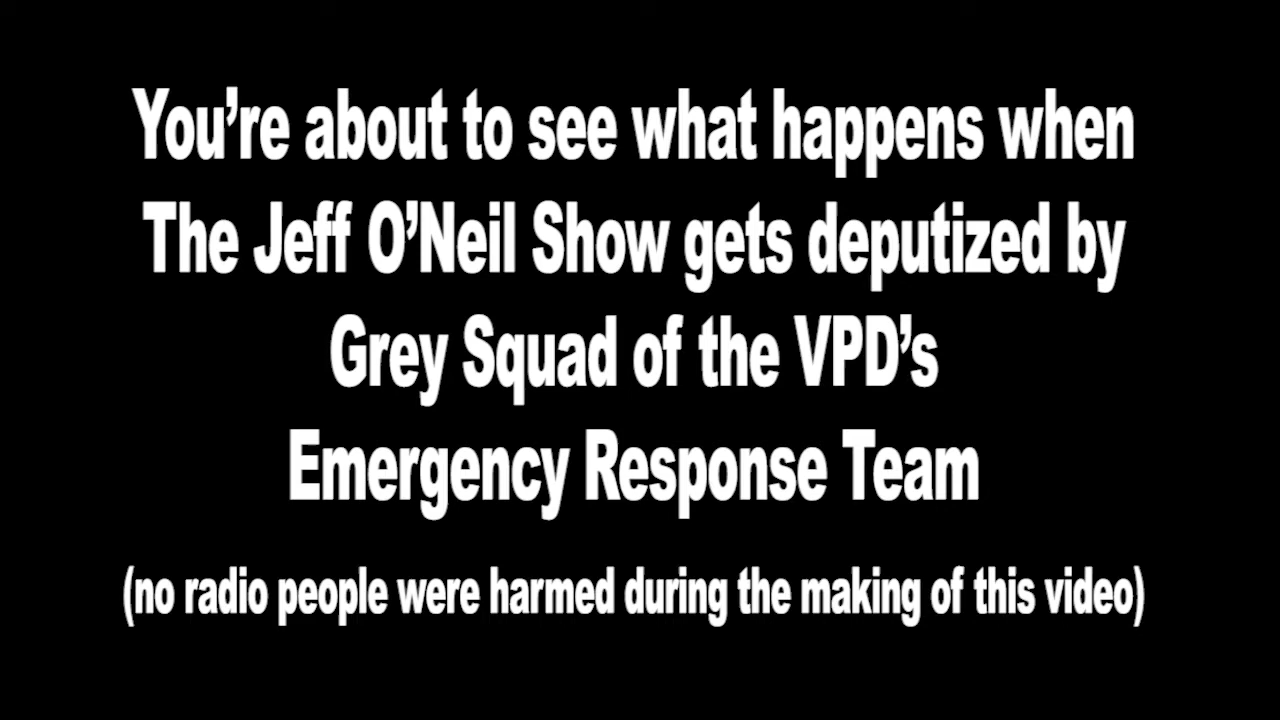 You’re about to see what happens when
The Jeff O’Neil Show gets deputized by
Grey Squad of the VPD’s
Emergency Response Team
(no radio people were harmed during the making of this video)